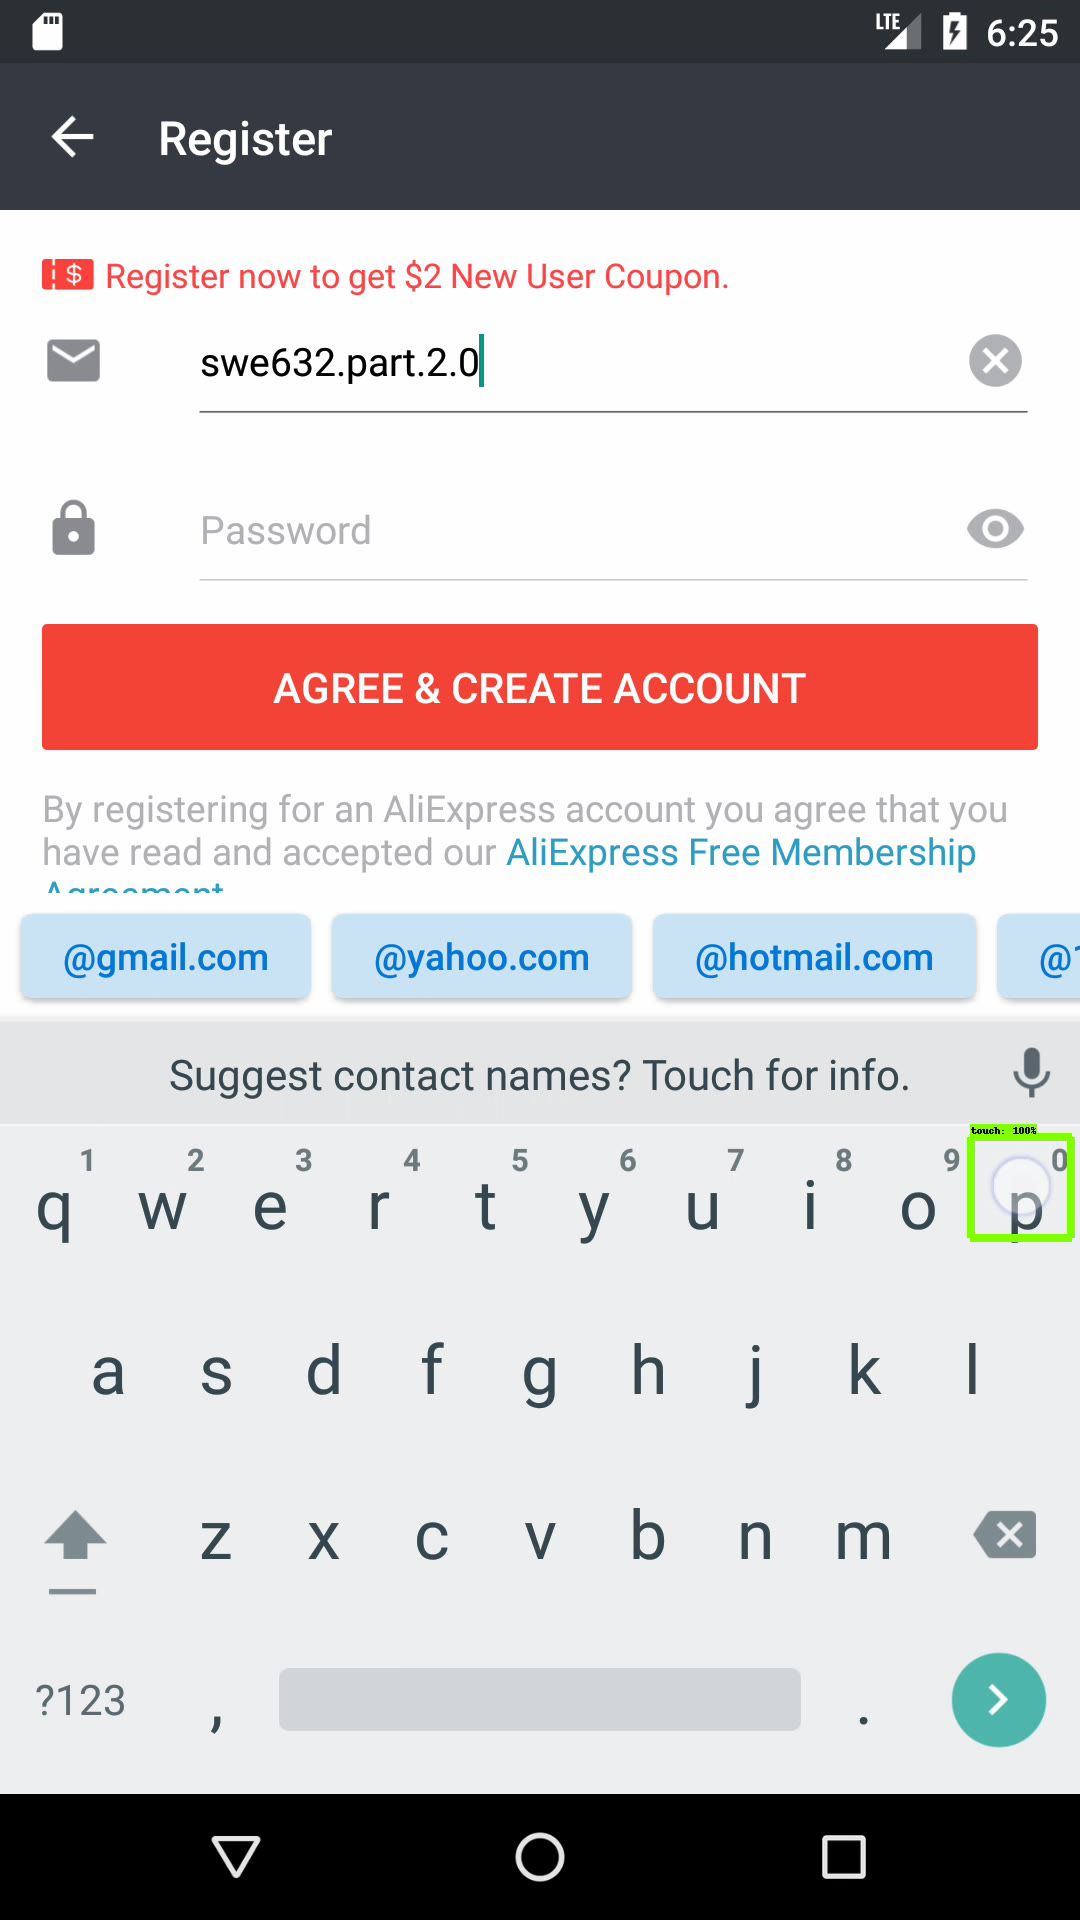 LTE 6:25
Register
Register now to get $2 New User Coupon.
swe632.part.2.0
Password
AGREE & CREATE ACCOUNT
By registering for an AliExpress account you agree that you
have read and accepted our AliExpress Free Membership
Agreement
@gmail.com @yahoo.com @hotmail.com @1
Suggest contact names? Touch for info.
touch: 100%
1 2 3 4 5 6 7 8 9 0
q w e r t y u i o p
a s d f g h j k l
z x c v b n m
?123 , .